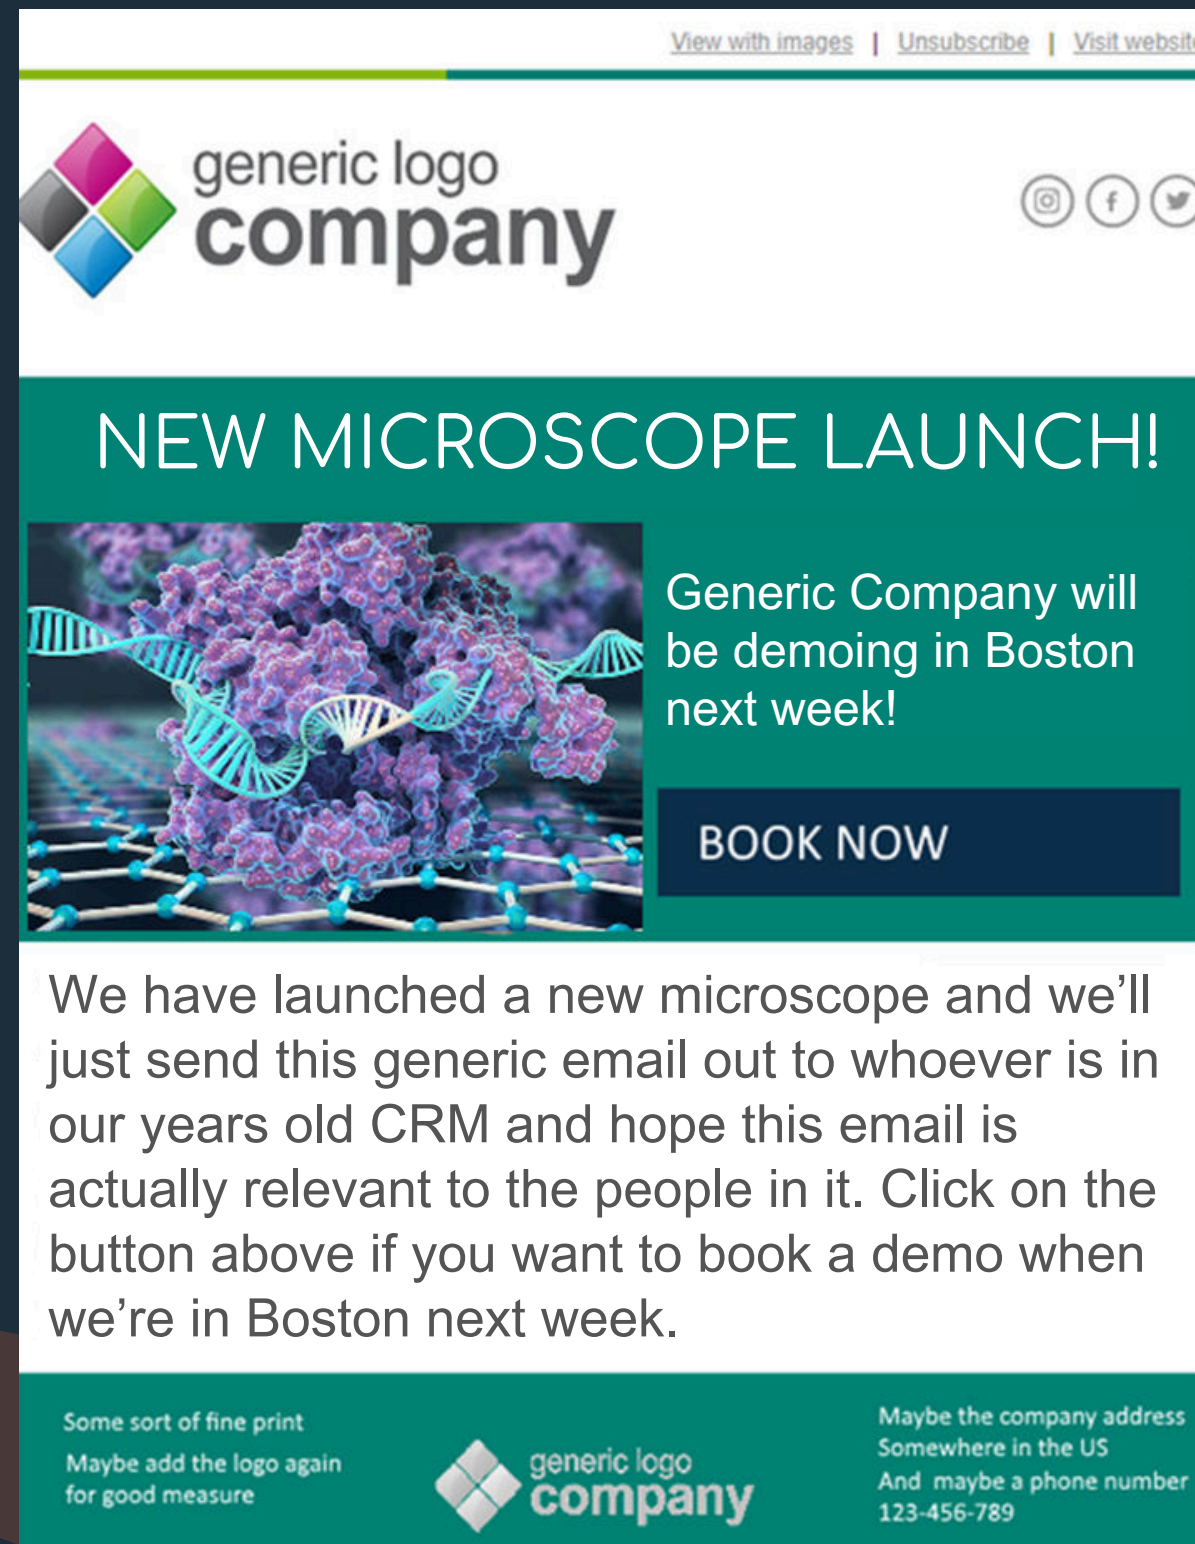 View with images | Unsubscribe | Visit website
generic logo
company
NEW MICROSCOPE LAUNCH!
Generic Company will
be demoing in Boston
next week!
BOOK NOW
We have launched a new microscope and we’ll
just send this generic email out to whoever is in
our years old CRM and hope this email is
actually relevant to the people in it. Click on the
button above if you want to book a demo when
we’re in Boston next week.
Some sort of fine print
Maybe add the logo again
for good measure
generic logo
company
Maybe the company address
Somewhere in the US
And maybe a phone number
123-456-789